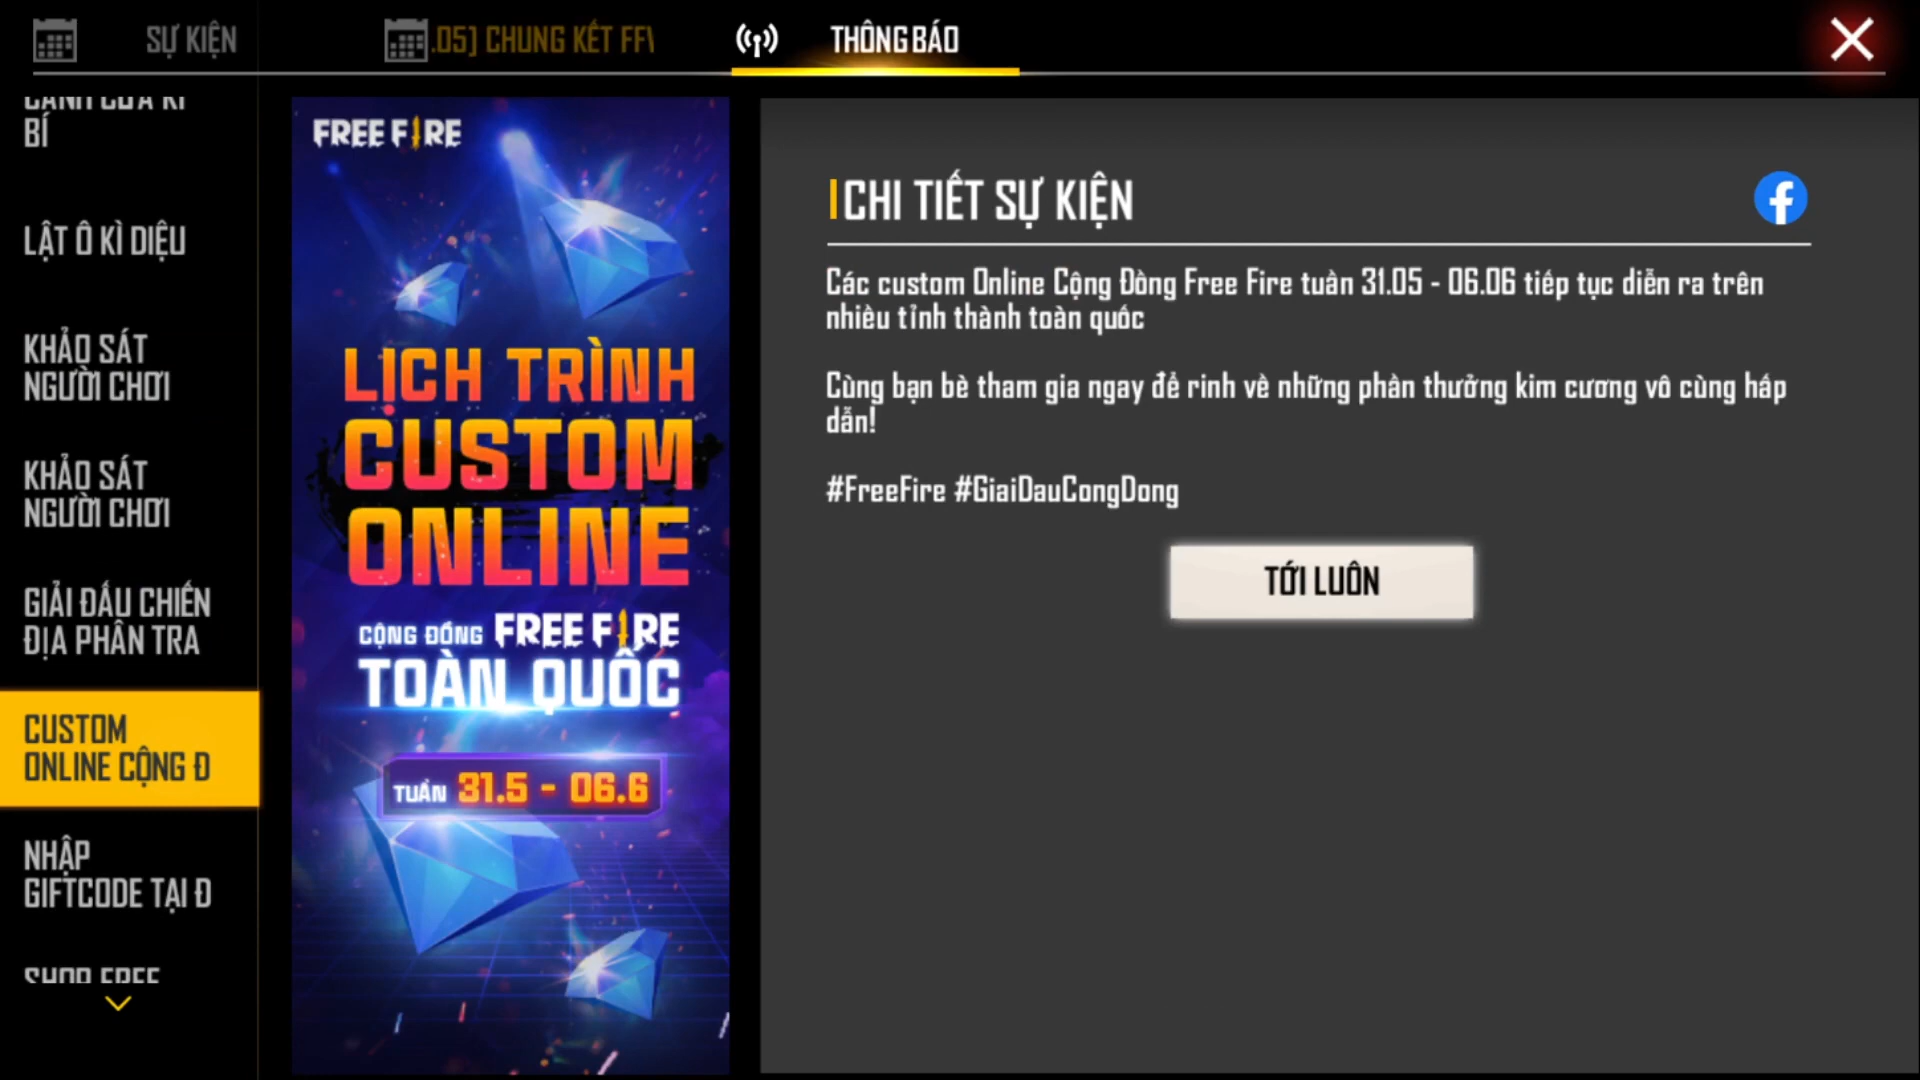 SỰ KIỆN
.05] CHUNG KẾT FF
THÔNG BÁO
BÍ
LẬT Ô KÌ DIỆU
KHẢO SÁT
NGƯỜI CHƠI
KHẢO SÁT
NGƯỜI CHƠI
GIẢI ĐẤU CHIẾN
ĐỊA PHÂN TRA
CUSTOM
ONLINE CỘNG Đ
NHẬP
GIFTCODE TẠI Đ
SHOP FREE
FREE FIRE
LỊCH TRÌNH
CUSTOM
ONLINE
CỘNG ĐỒNG FREE FIRE
TOÀN QUỐC
TUẦN 31.5 - 06.6
CHI TIẾT SỰ KIỆN
Các custom Online Cộng Đồng Free Fire tuần 31.05 - 06.06 tiếp tục diễn ra trên
nhiều tỉnh thành toàn quốc
Cùng bạn bè tham gia ngay để rinh về những phần thưởng kim cương vô cùng hấp
dẫn!
#FreeFire #GiaiDauCongDong
TỚI LUÔN